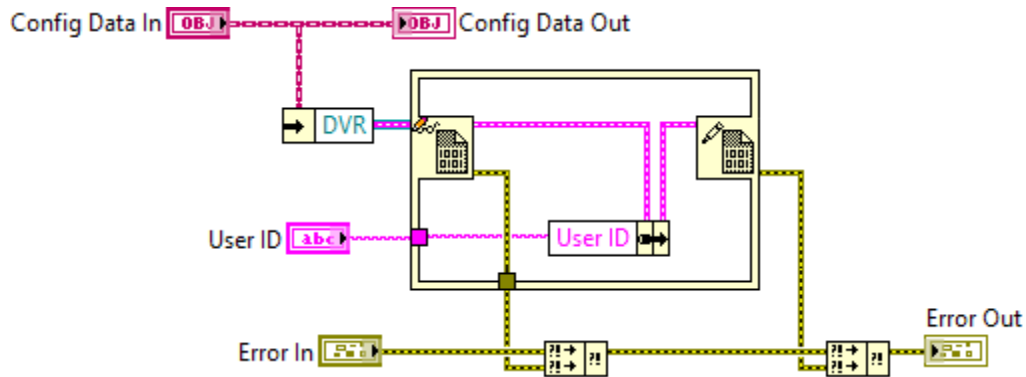 Config Data In
OBJ
OBJ
Config Data Out
DVR
User ID
abc
User ID
Error In
?!
?!
?!
?!
?!
?!
Error Out